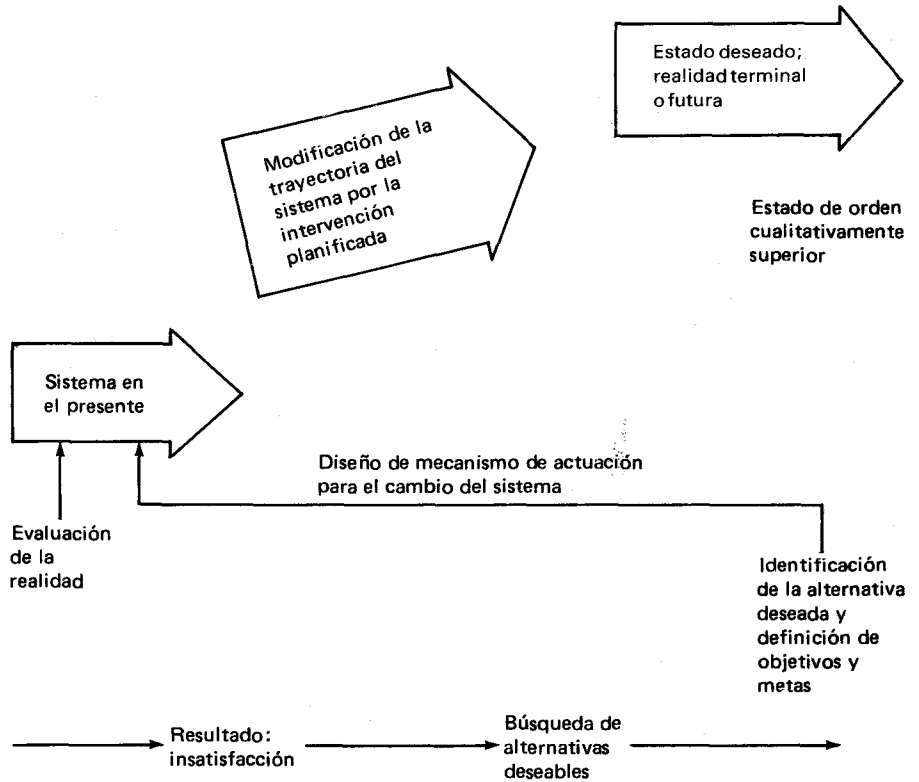 Estado deseado;
realidad terminal
o futura
Modificación de la
trayectoria del
sistema por la
intervención
planificada
Estado de orden
cualitativamente
superior
Sistema en
el presente
Diseño de mecanismo de actuación
para el cambio del sistema
Evaluación
de la
realidad
Identificación
de la alternativa
deseada y
definición de
objetivos y
metas
Resultado:
insatisfacción
Búsqueda de
alternativas
deseables